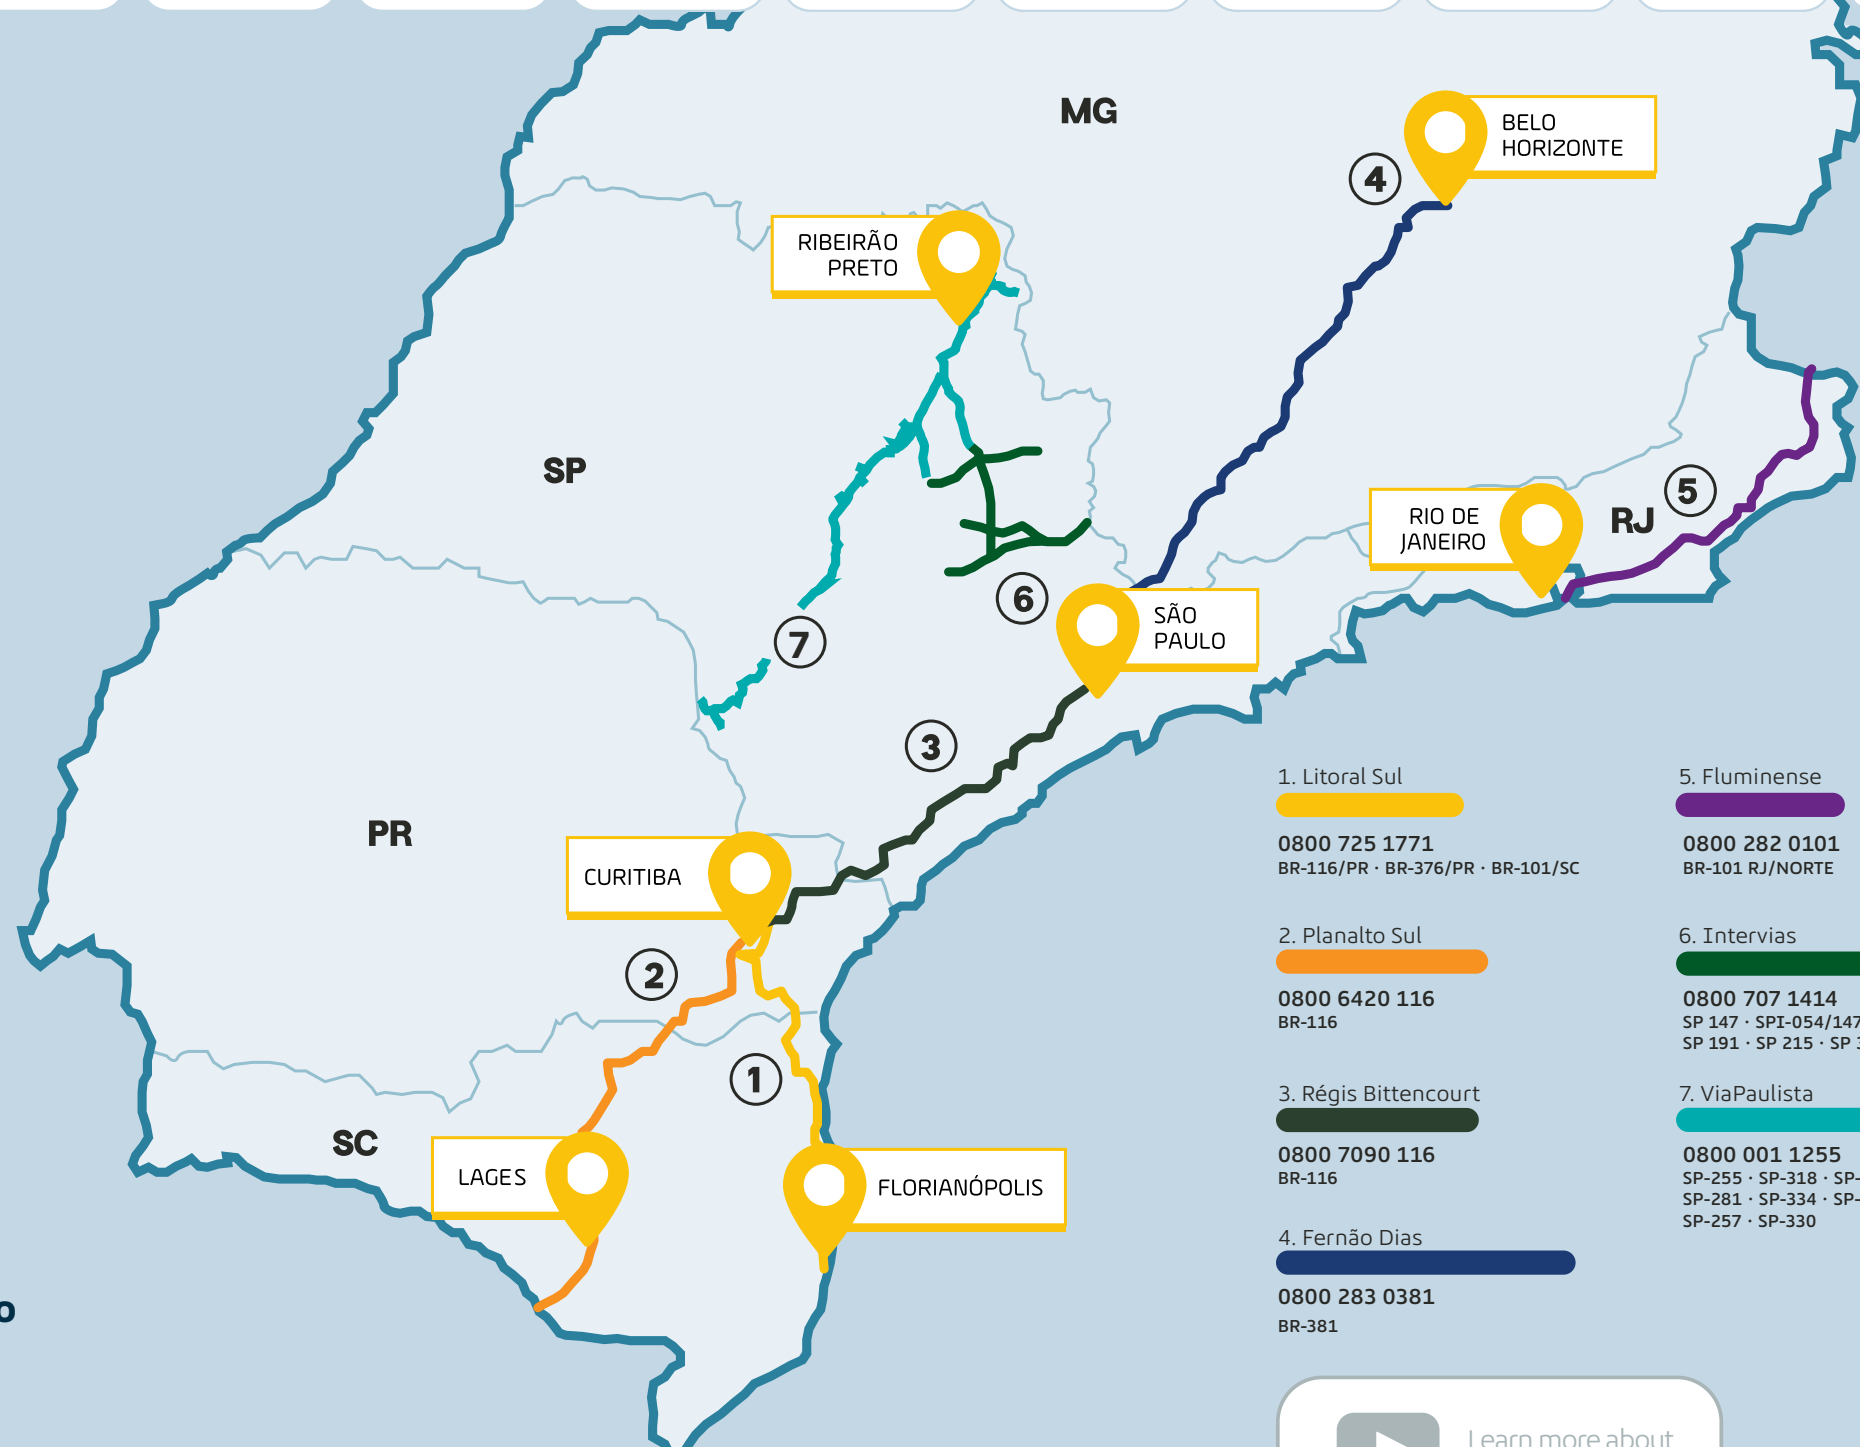 MG
BELO
HORIZONTE
4
RIBEIRÃO
PRETO
SP
5
RIO DE
JANEIRO
RJ
6
SÃO
PAULO
7
3
PR
CURITIBA
2
1
SC
LAGES
FLORIANÓPOLIS
o
1. Litoral Sul
0800 725 1771
BR-116/PR · BR-376/PR · BR-101/SC
2. Planalto Sul
0800 6420 116
BR-116
3. Régis Bittencourt
0800 7090 116
BR-116
4. Fernão Dias
0800 283 0381
BR-381
5. Fluminense
0800 282 0101
BR-101 RJ/NORTE
6. Intervias
0800 707 1414
SP 147 · SPI-054/147
SP 191 · SP 215 · SP
7. ViaPaulista
0800 001 1255
SP-255 · SP-318 · SP-
SP-281 · SP-334 · SP-
SP-257 · SP-330
Learn more about